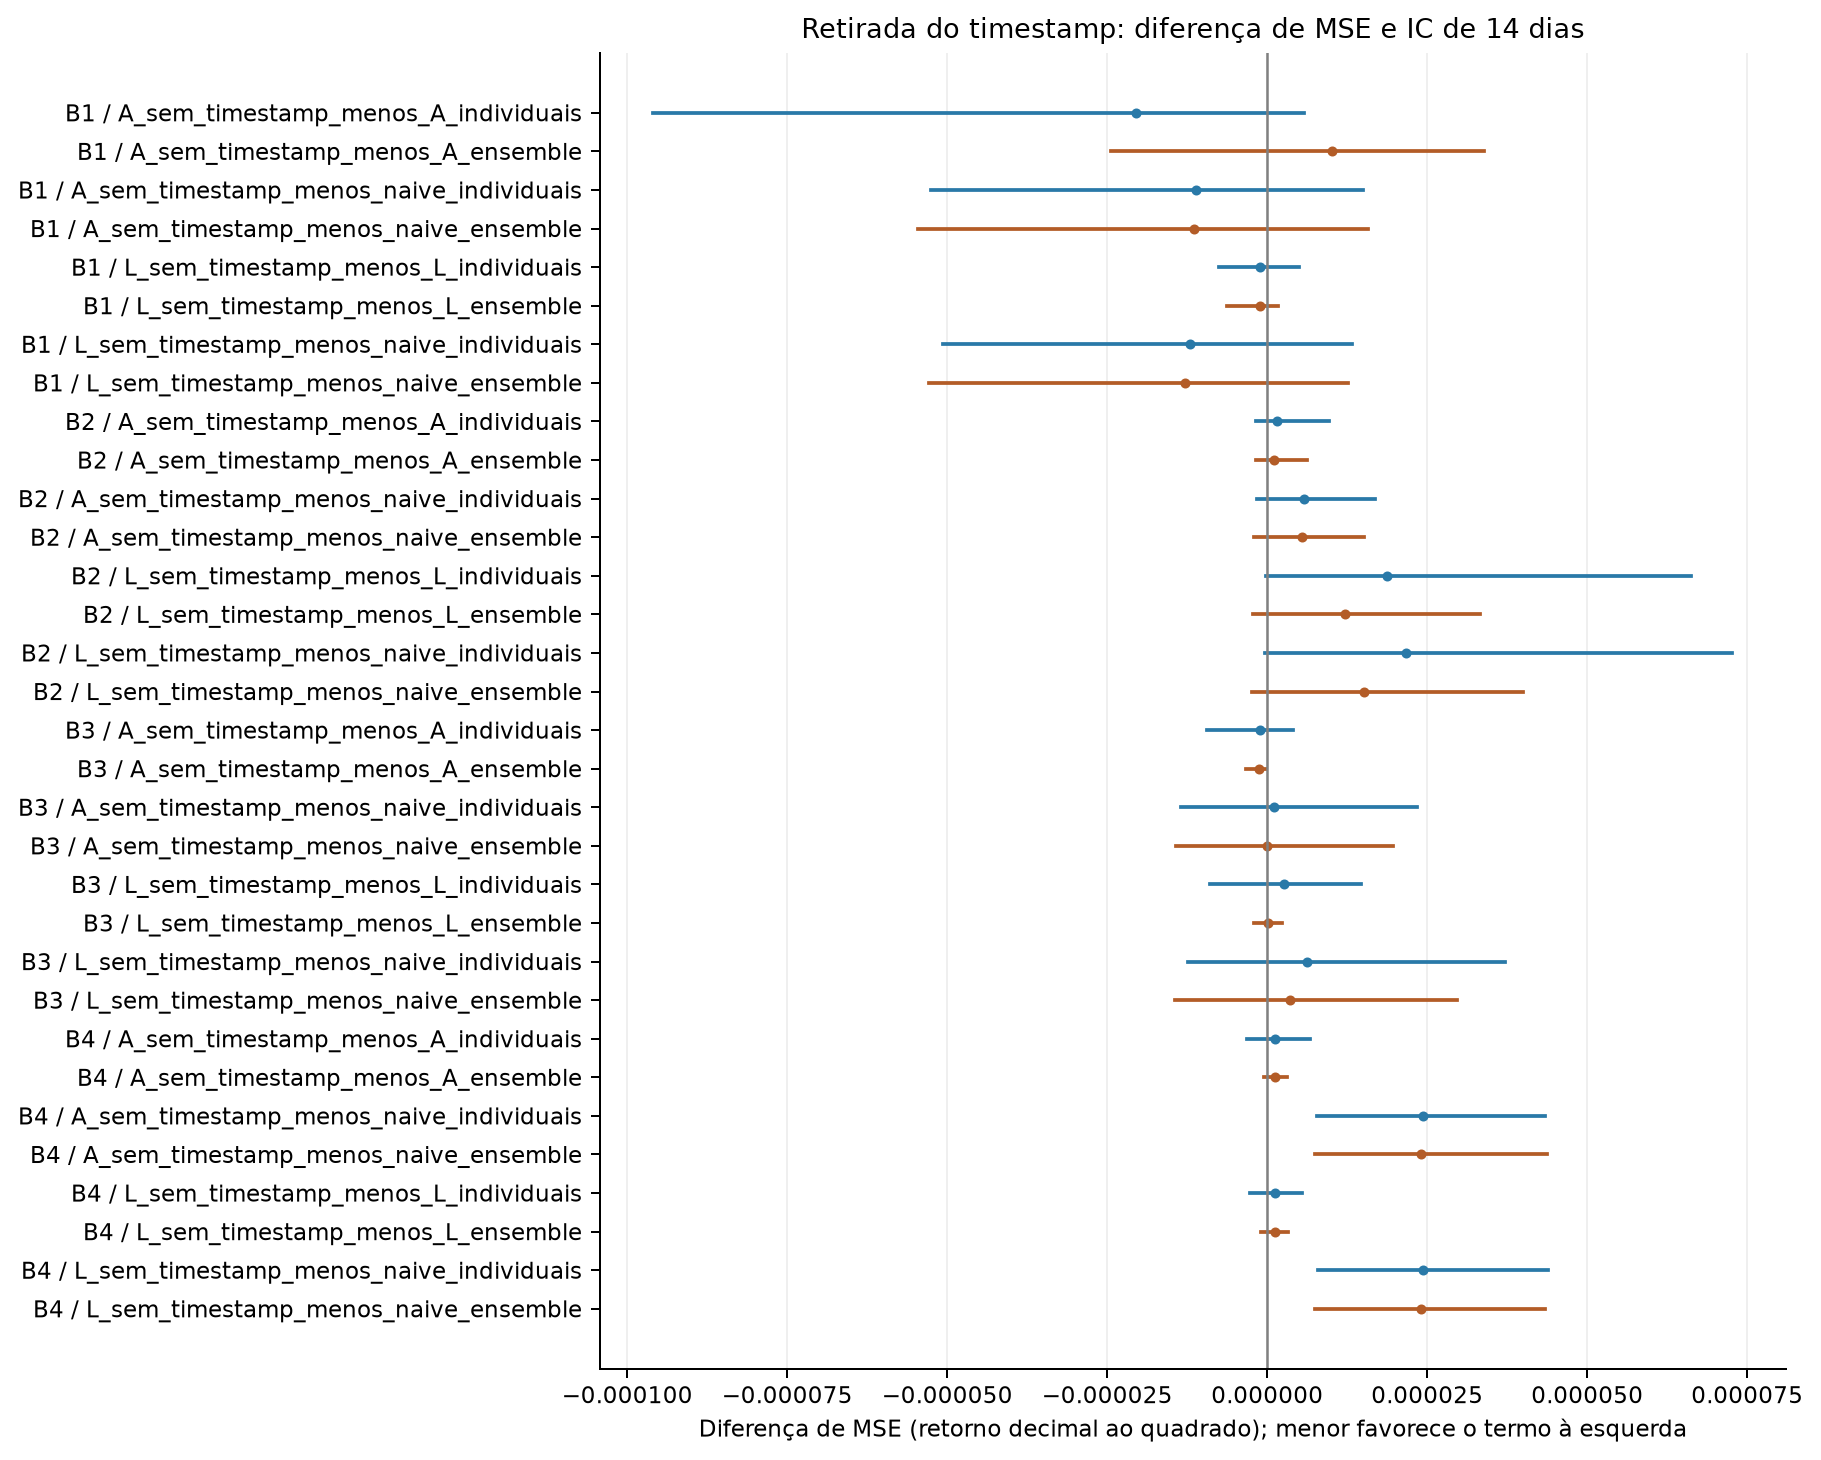 Retirada do timestamp: diferença de MSE e IC de 14 dias
B1 / A_sem_timestamp_menos_A_individuais
B1 / A_sem_timestamp_menos_A_ensemble
B1 / A_sem_timestamp_menos_naive_individuais
B1 / A_sem_timestamp_menos_naive_ensemble
B1 / L_sem_timestamp_menos_L_individuais
B1 / L_sem_timestamp_menos_L_ensemble
B1 / L_sem_timestamp_menos_naive_individuais
B1 / L_sem_timestamp_menos_naive_ensemble
B2 / A_sem_timestamp_menos_A_individuais
B2 / A_sem_timestamp_menos_A_ensemble
B2 / A_sem_timestamp_menos_naive_individuais
B2 / A_sem_timestamp_menos_naive_ensemble
B2 / L_sem_timestamp_menos_L_individuais
B2 / L_sem_timestamp_menos_L_ensemble
B2 / L_sem_timestamp_menos_naive_individuais
B2 / L_sem_timestamp_menos_naive_ensemble
B3 / A_sem_timestamp_menos_A_individuais
B3 / A_sem_timestamp_menos_A_ensemble
B3 / A_sem_timestamp_menos_naive_individuais
B3 / A_sem_timestamp_menos_naive_ensemble
B3 / L_sem_timestamp_menos_L_individuais
B3 / L_sem_timestamp_menos_L_ensemble
B3 / L_sem_timestamp_menos_naive_individuais
B3 / L_sem_timestamp_menos_naive_ensemble
B4 / A_sem_timestamp_menos_A_individuais
B4 / A_sem_timestamp_menos_A_ensemble
B4 / A_sem_timestamp_menos_naive_individuais
B4 / A_sem_timestamp_menos_naive_ensemble
B4 / L_sem_timestamp_menos_L_individuais
B4 / L_sem_timestamp_menos_L_ensemble
B4 / L_sem_timestamp_menos_naive_individuais
B4 / L_sem_timestamp_menos_naive_ensemble
−0.000100 −0.000075 −0.000050 −0.000025 0.000000 0.000025 0.000050 0.000075
Diferença de MSE (retorno decimal ao quadrado); menor favorece o termo à esquerda